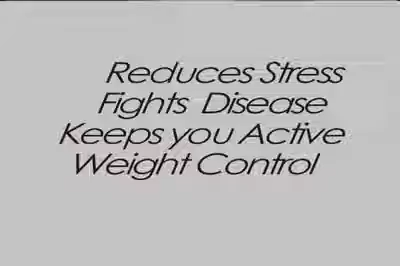 Reduces Stress
Fights Disease
Keeps you Active
Weight Control